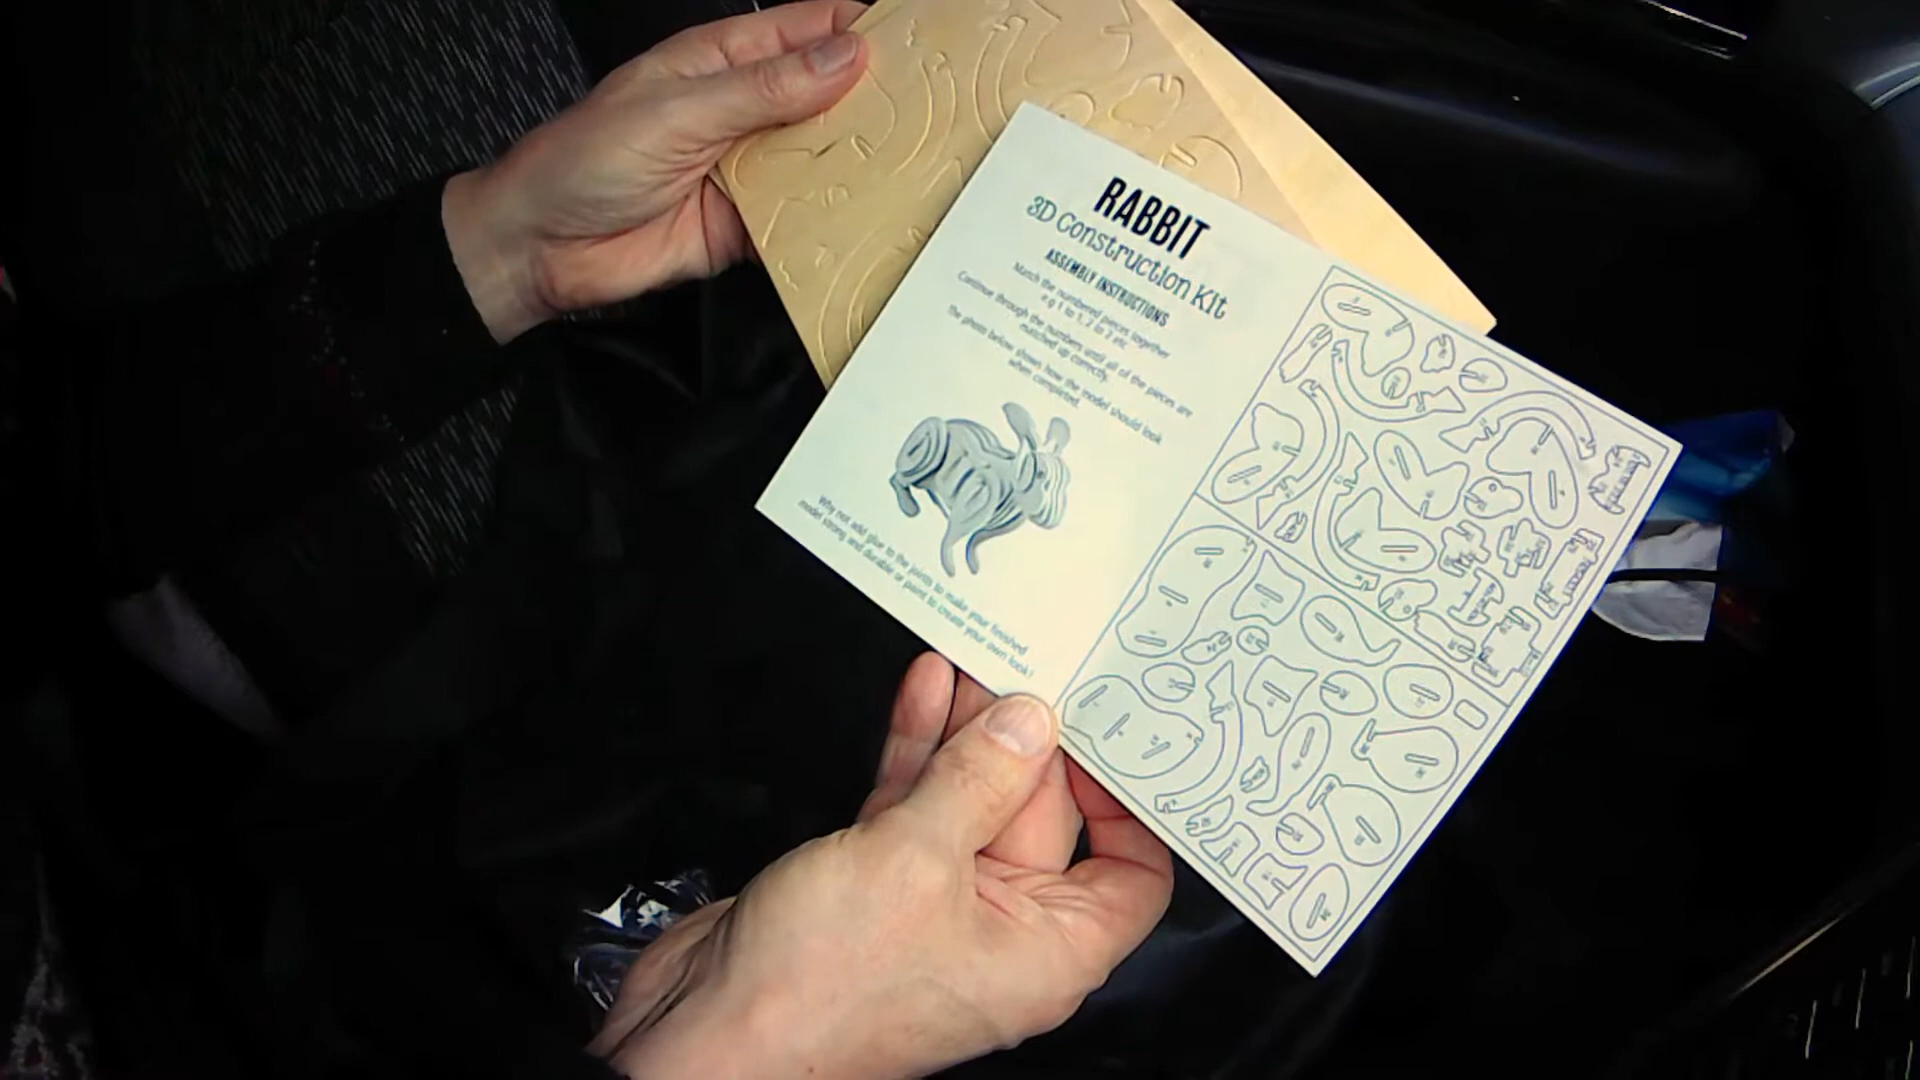 RABBIT
3D Construction Kit
ASSEMBLY INSTRUCTIONS
Match the numbered pieces together
e.g 1 to 1, 2 to 2 etc.
Continue through the numbers until all of the pieces are
matched up correctly.
The photo below shows how the model should look
when completed.
Why not add glue to the joints to make your finished
model strong and durable or paint to create your own look!